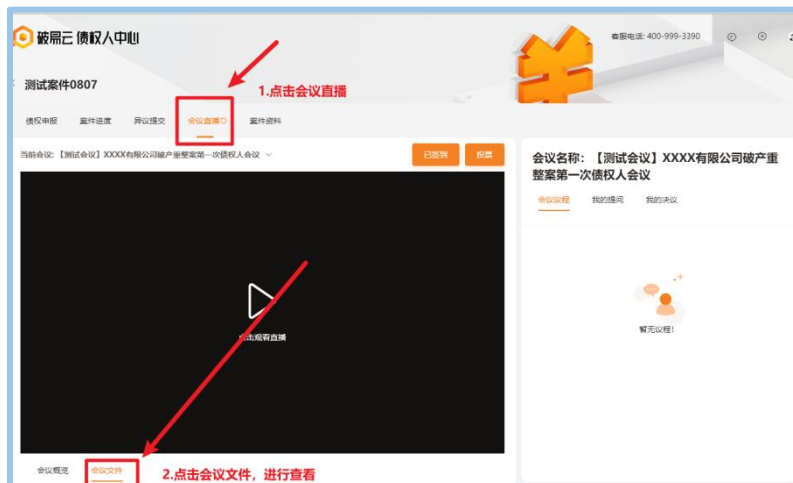 破易云 债权人中心
客服电话: 400-999-3390
测试案件0807
1.点击会议直播
债权申报 案件进度 异议提交 会议直播 案件资料
当前会议:【测试会议】XXXX有限公司破产重整案第一次债权人会议
已签到 投票
会议名称: 【测试会议】XXXX有限公司破产重
整案第一次债权人会议
会议议程 我的提问 我的决议
点击观看直播
暂无议程!
会议概览 会议文件
2.点击会议文件, 进行查看